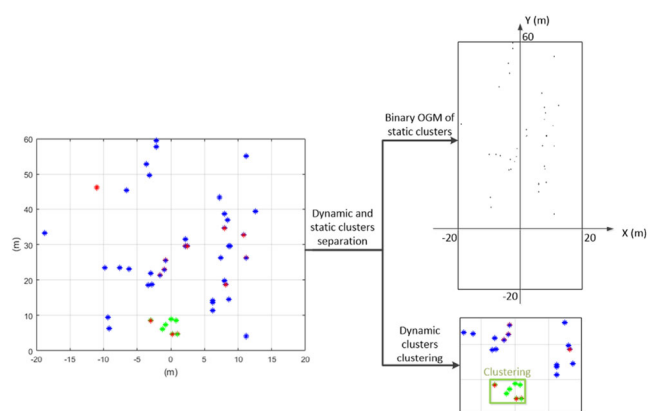 Y (m)
60
Binary OGM of
static clusters
-20
20
X (m)
-20
60
50
40
30
20
10
0
(m)
-20
-15
-10
-5
0
5
10
15
20
(m)
Dynamic and
static clusters
separation
Dynamic
clusters
clustering
Clustering